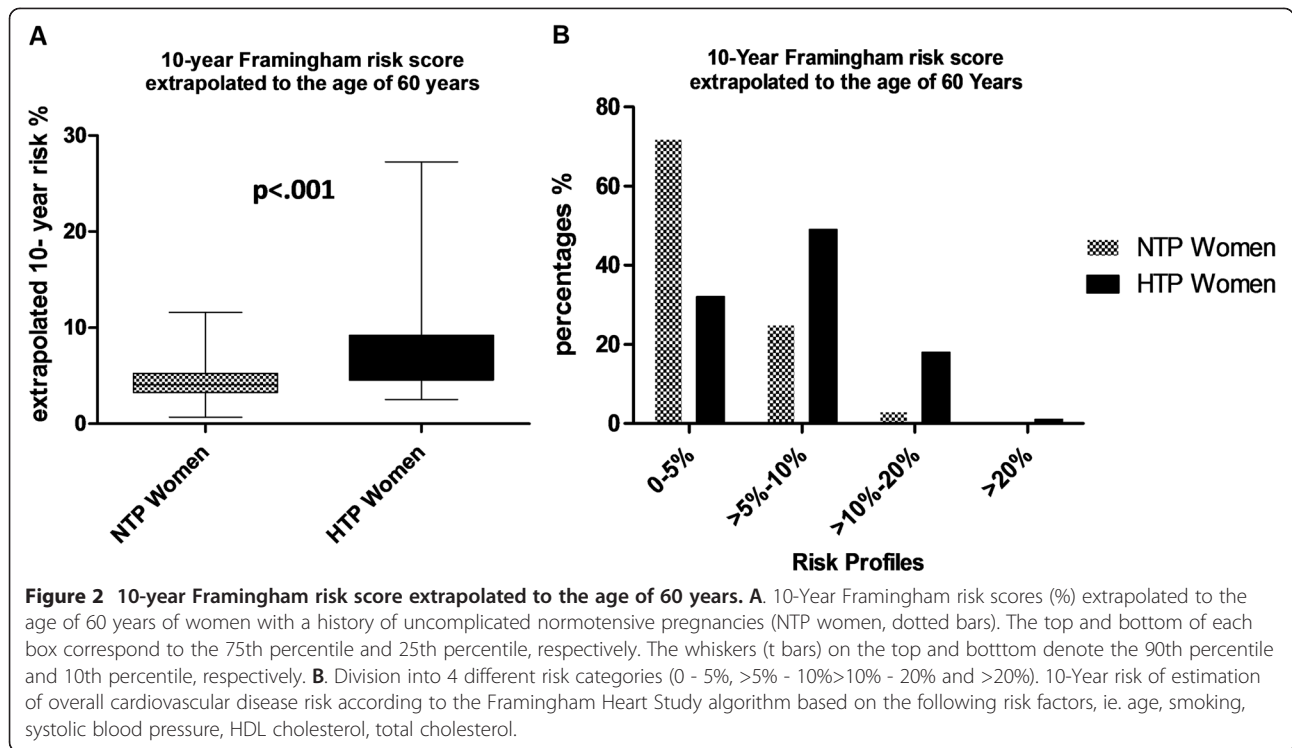 A
10-year Framingham risk score
extrapolated to the age of 60 years
extrapolated 10- year risk %
30
20
10
0
p<.001
NTP Women
HTP Women
B
10-Year Framingham risk score
extrapolated to the age of 60 Years
percentages %
80
60
40
20
0
0-5%
>5%-10%
>10%-20%
>20%
Risk Profiles
NTP Women
HTP Women
Figure 2 10-year Framingham risk score extrapolated to the age of 60 years. A. 10-Year Framingham risk scores (%) extrapolated to the
age of 60 years of women with a history of uncomplicated normotensive pregnancies (NTP women, dotted bars). The top and bottom of each
box correspond to the 75th percentile and 25th percentile, respectively. The whiskers (t bars) on the top and botttom denote the 90th percentile
and 10th percentile, respectively. B. Division into 4 different risk categories (0 - 5%, >5% - 10%>10% - 20% and >20%). 10-Year risk of estimation
of overall cardiovascular disease risk according to the Framingham Heart Study algorithm based on the following risk factors, ie. age, smoking,
systolic blood pressure, HDL cholesterol, total cholesterol.